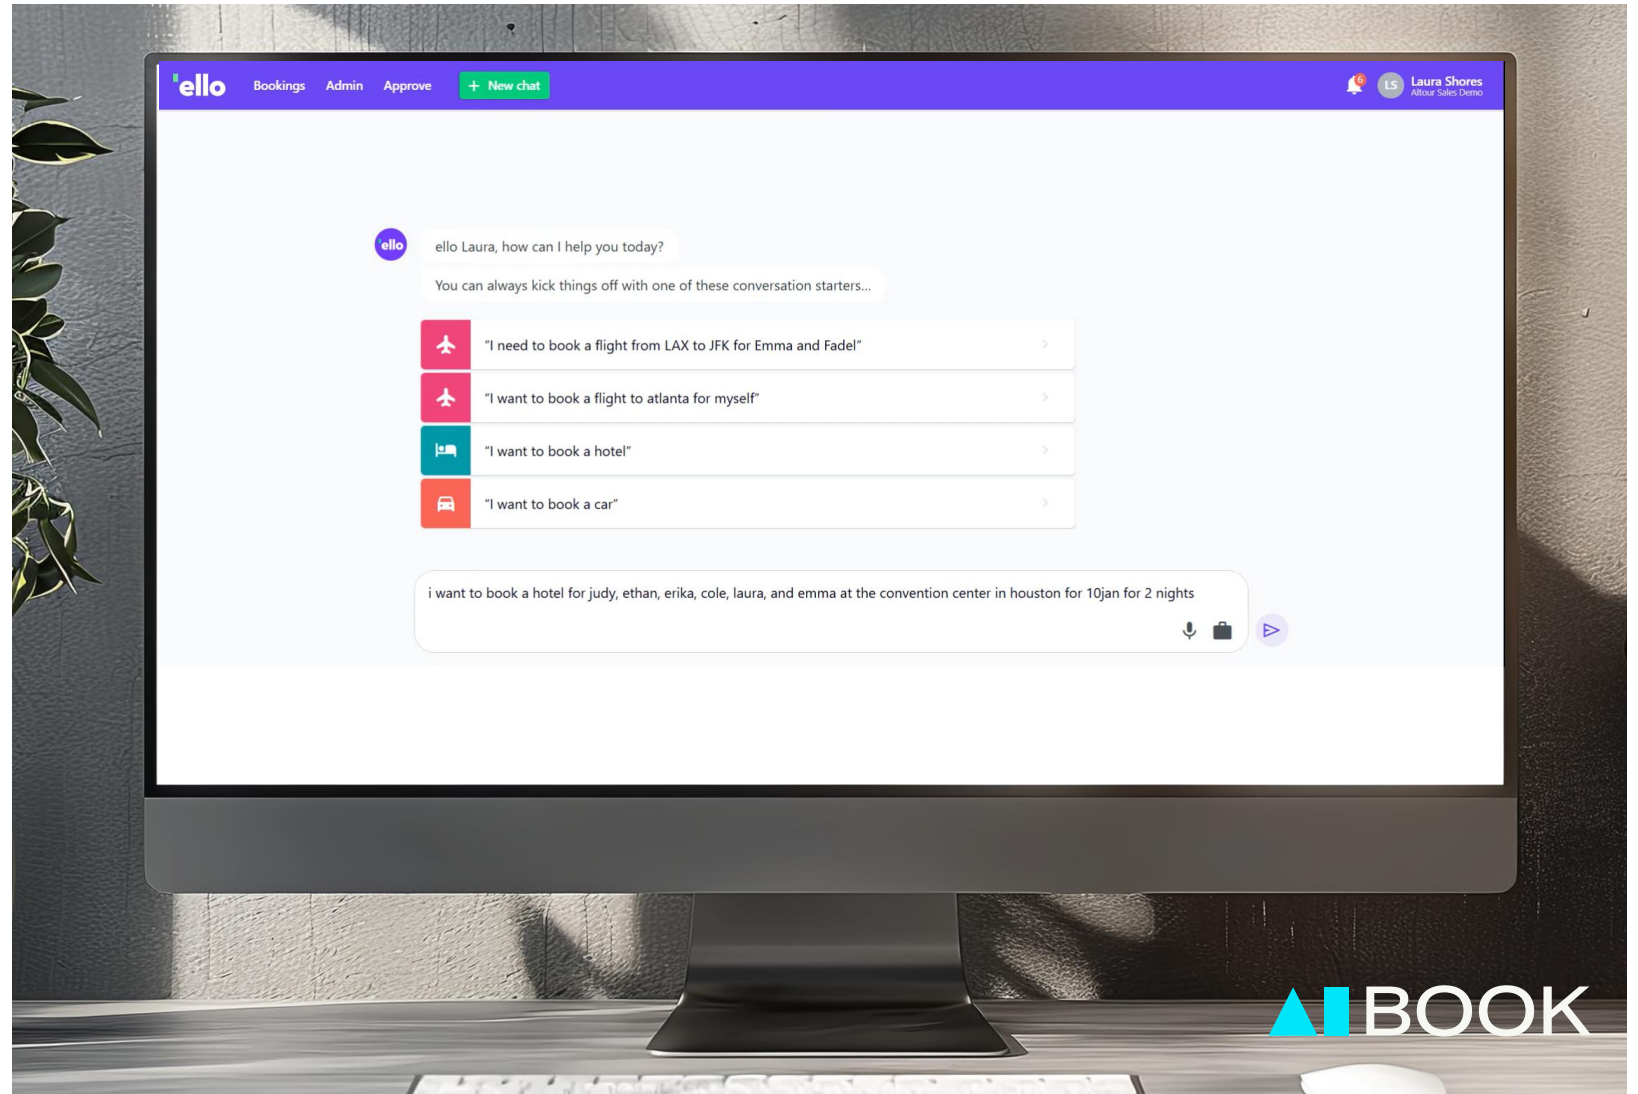 'ello Bookings Admin Approve + New chat 6 LS Laura Shores
Altour Sales Demo
'ello ello Laura, how can I help you today?
You can always kick things off with one of these conversation starters...
“I need to book a flight from LAX to JFK for Emma and Fadel”
“I want to book a flight to atlanta for myself”
“I want to book a hotel”
“I want to book a car”
i want to book a hotel for judy, ethan, erika, cole, laura, and emma at the convention center in houston for 10jan for 2 nights
AI BOOK